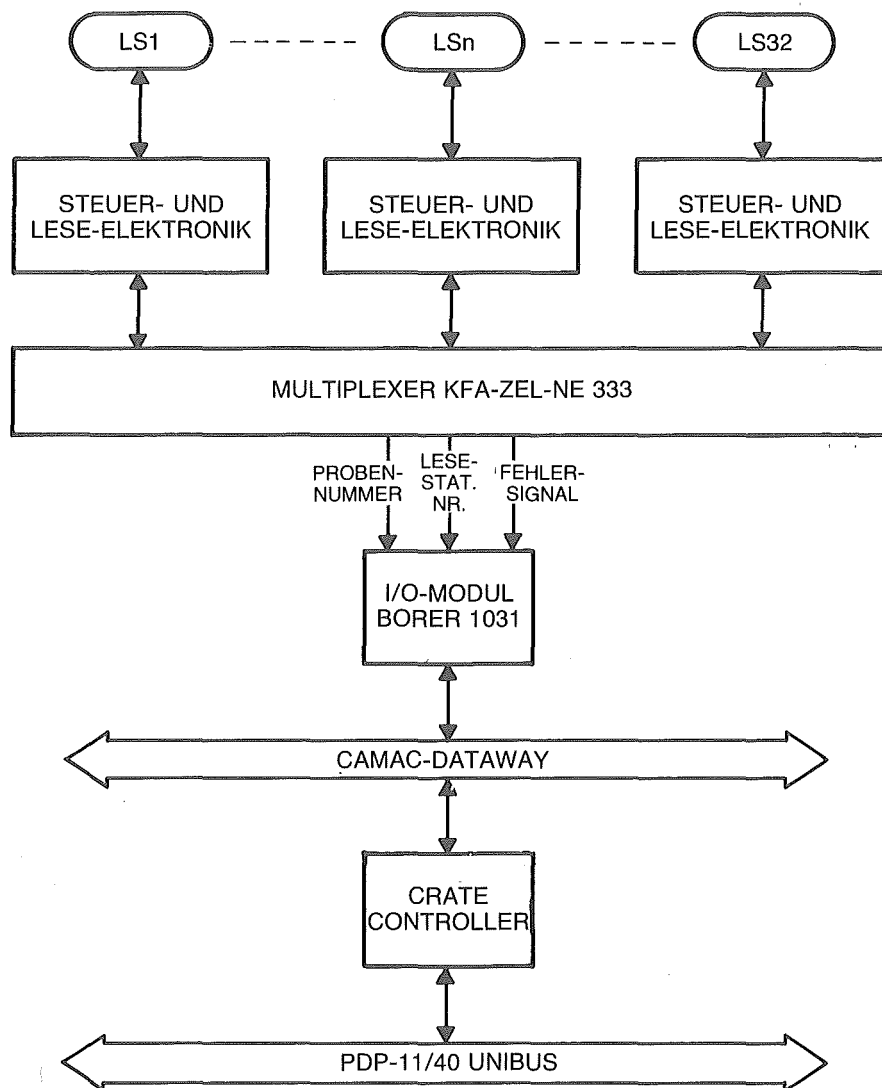 LS1
LSn
LS32
STEUER- UND
LESE-ELEKTRONIK
STEUER- UND
LESE-ELEKTRONIK
STEUER- UND
LESE-ELEKTRONIK
MULTIPLEXER KFA-ZEL-NE 333
PROBEN-
NUMMER
LESE-
STAT.
NR.
FEHLER-
SIGNAL
I/O-MODUL
BORER 1031
CAMAC-DATAWAY
CRATE
CONTROLLER
PDP-11/40 UNIBUS